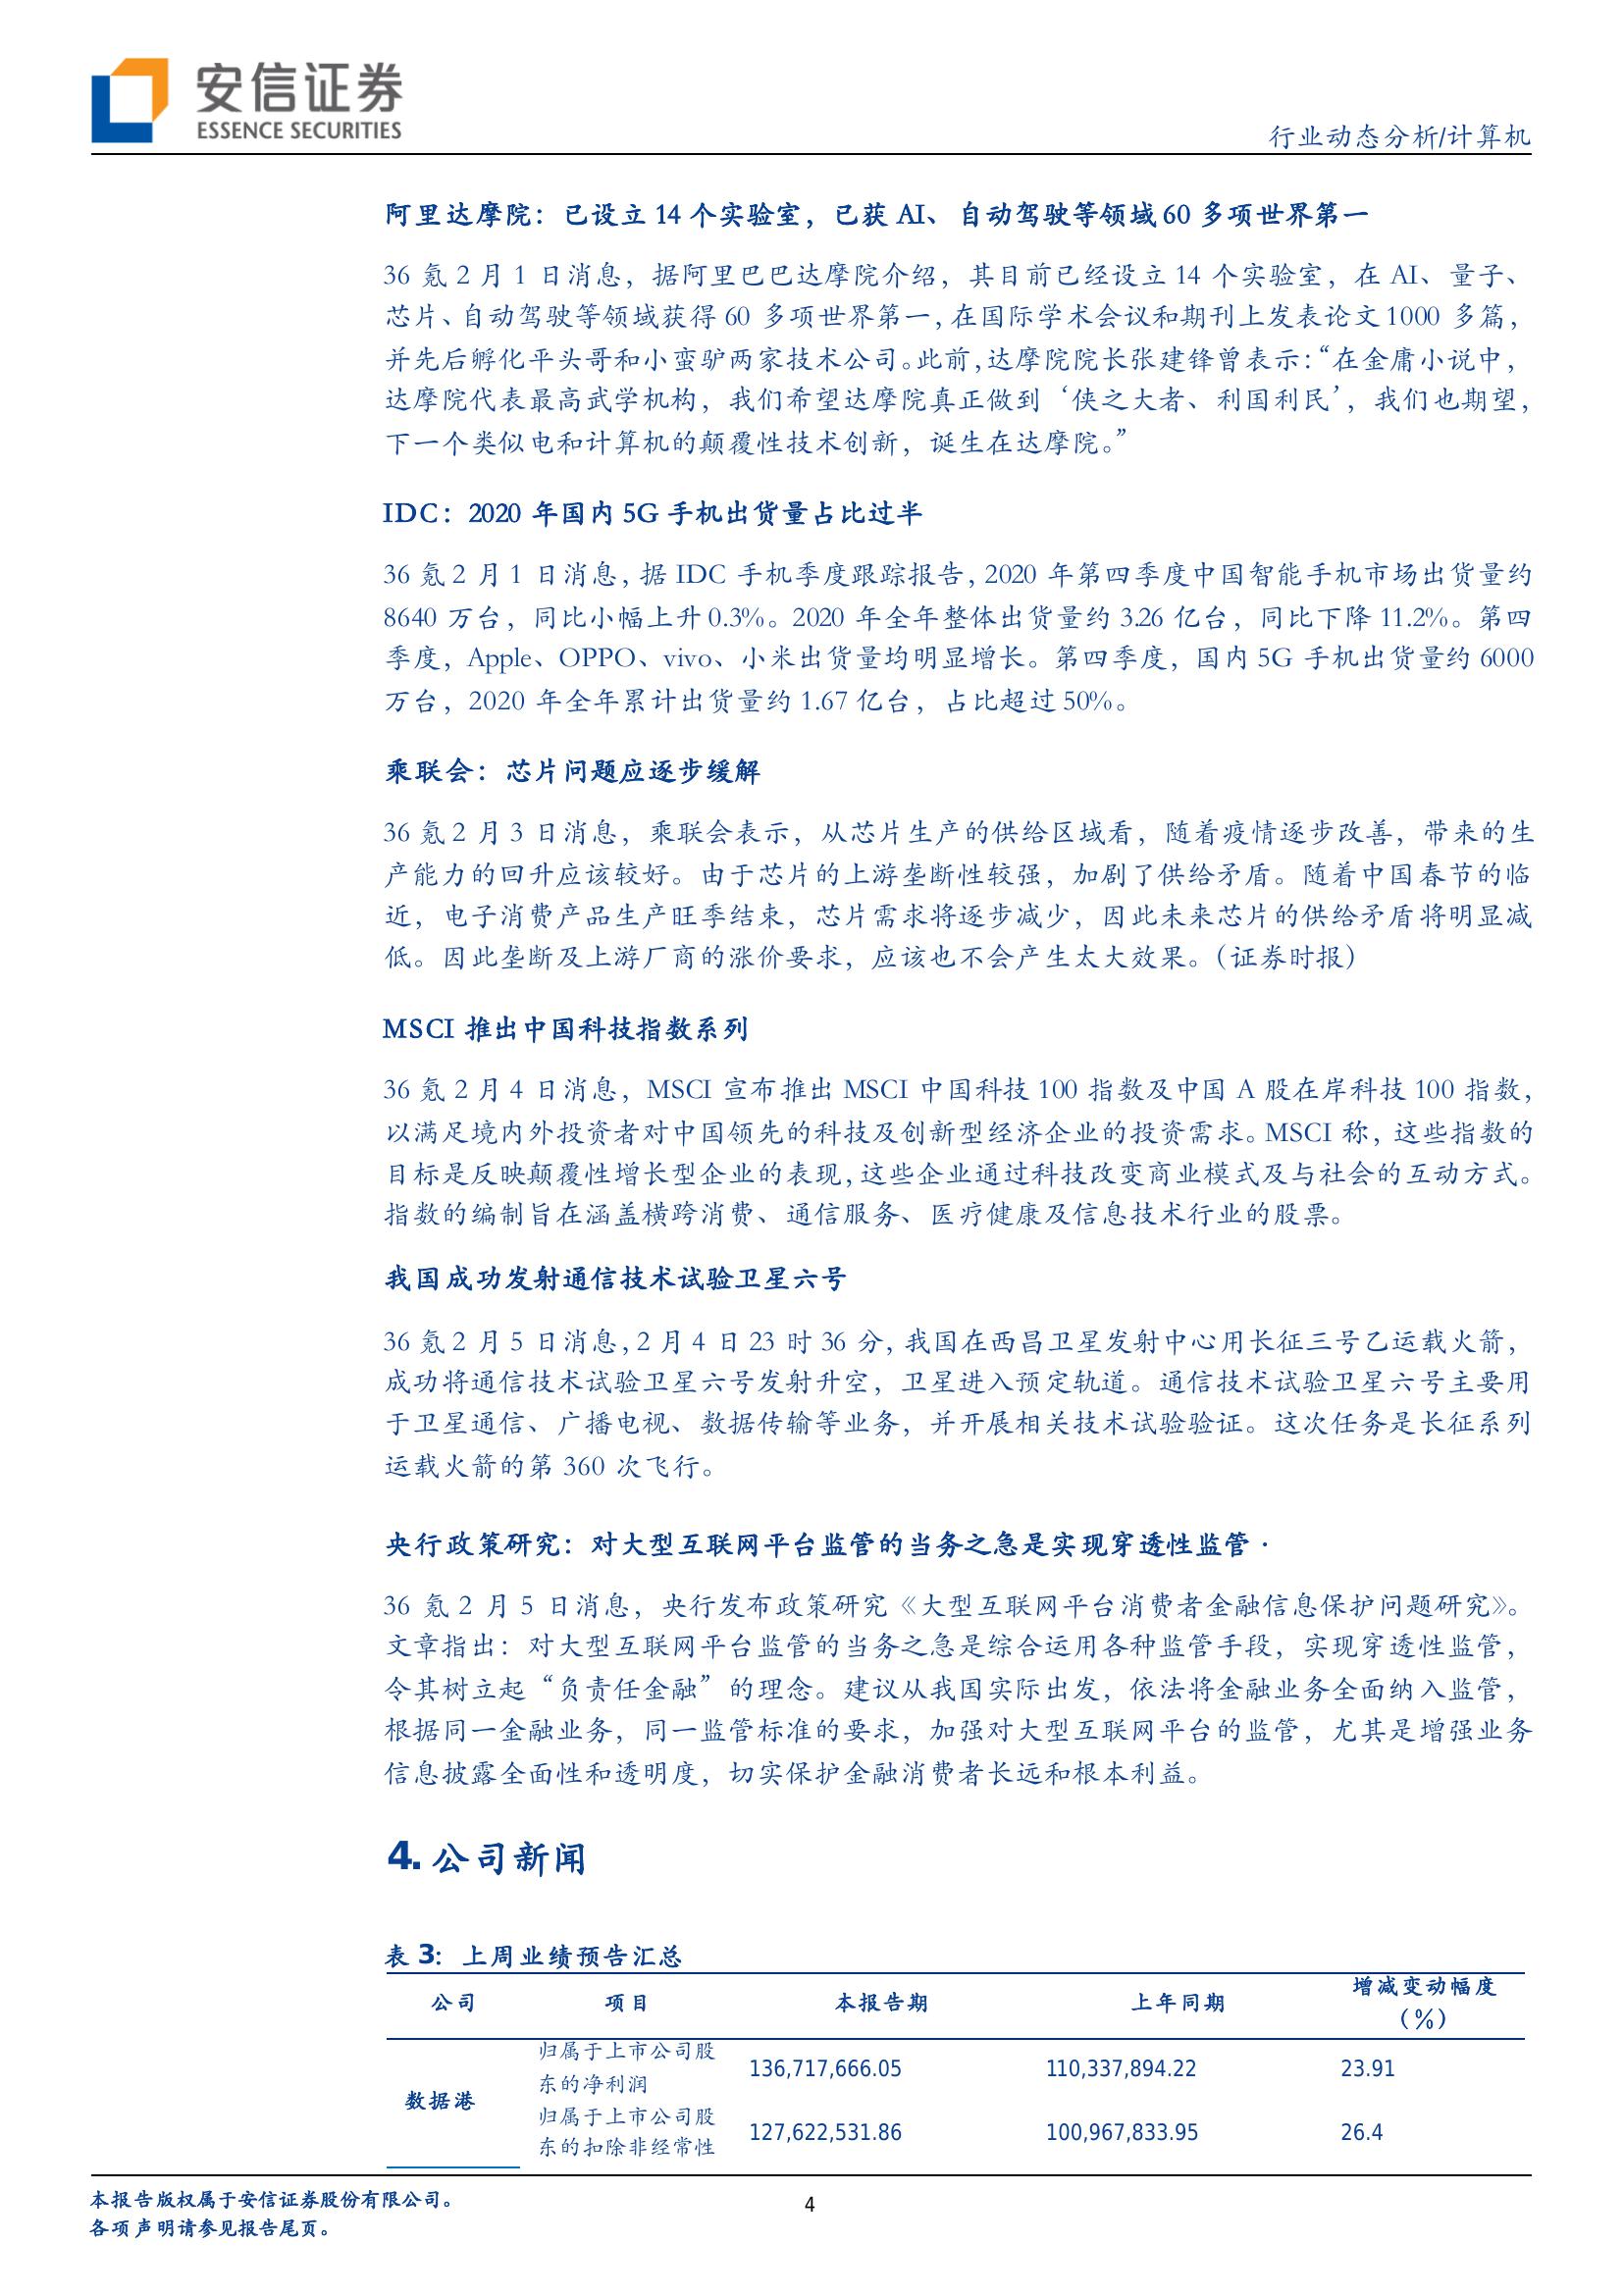 安信证券
ESSENCE SECURITIES
行业动态分析/计算机
阿里达摩院：已设立 14 个实验室，已获 AI、自动驾驶等领域 60 多项世界第一
36 氪 2 月 1 日消息，据阿里巴巴达摩院介绍，其目前已经设立 14 个实验室，在 AI、量子、
芯片、自动驾驶等领域获得 60 多项世界第一，在国际学术会议和期刊上发表论文 1000 多篇，
并先后孵化平头哥和小蛮驴两家技术公司。此前，达摩院院长张建锋曾表示：“在金庸小说中，
达摩院代表最高武学机构，我们希望达摩院真正做到‘侠之大者、利国利民’，我们也期望，
下一个类似电和计算机的颠覆性技术创新，诞生在达摩院。”
IDC：2020 年国内 5G 手机出货量占比过半
36 氪 2 月 1 日消息，据 IDC 手机季度跟踪报告，2020 年第四季度中国智能手机市场出货量约
8640 万台，同比小幅上升 0.3%。2020 年全年整体出货量约 3.26 亿台，同比下降 11.2%。第四
季度，Apple、OPPO、vivo、小米出货量均明显增长。第四季度，国内 5G 手机出货量约 6000
万台，2020 年全年累计出货量约 1.67 亿台，占比超过 50%。
乘联会：芯片问题应逐步缓解
36 氪 2 月 3 日消息，乘联会表示，从芯片生产的供给区域看，随着疫情逐步改善，带来的生
产能力的回升应该较好。由于芯片的上游垄断性较强，加剧了供给矛盾。随着中国春节的临
近，电子消费产品生产旺季结束，芯片需求将逐步减少，因此未来芯片的供给矛盾将明显减
低。因此垄断及上游厂商的涨价要求，应该也不会产生太大效果。（证券时报）
MSCI 推出中国科技指数系列
36 氪 2 月 4 日消息，MSCI 宣布推出 MSCI 中国科技 100 指数及中国 A 股在岸科技 100 指数，
以满足境内外投资者对中国领先的科技及创新型经济企业的投资需求。MSCI 称，这些指数的
目标是反映颠覆性增长型企业的表现，这些企业通过科技改变商业模式及与社会的互动方式。
指数的编制旨在涵盖横跨消费、通信服务、医疗健康及信息技术行业的股票。
我国成功发射通信技术试验卫星六号
36 氪 2 月 5 日消息，2 月 4 日 23 时 36 分，我国在西昌卫星发射中心用长征三号乙运载火箭，
成功将通信技术试验卫星六号发射升空，卫星进入预定轨道。通信技术试验卫星六号主要用
于卫星通信、广播电视、数据传输等业务，并开展相关技术试验验证。这次任务是长征系列
运载火箭的第 360 次飞行。
央行政策研究：对大型互联网平台监管的当务之急是实现穿透性监管 ·
36 氪 2 月 5 日消息，央行发布政策研究《大型互联网平台消费者金融信息保护问题研究》。
文章指出：对大型互联网平台监管的当务之急是综合运用各种监管手段，实现穿透性监管，
令其树立起“负责任金融”的理念。建议从我国实际出发，依法将金融业务全面纳入监管，
根据同一金融业务，同一监管标准的要求，加强对大型互联网平台的监管，尤其是增强业务
信息披露全面性和透明度，切实保护金融消费者长远和根本利益。
4. 公司新闻
表 3：上周业绩预告汇总
公司 项目 本报告期 上年同期 增减变动幅度
（%）
数据港 归属于上市公司股
东的净利润 136,717,666.05 110,337,894.22 23.91
归属于上市公司股
东的扣除非经常性 127,622,531.86 100,967,833.95 26.4
本报告版权属于安信证券股份有限公司。
各项声明请参见报告尾页。
4